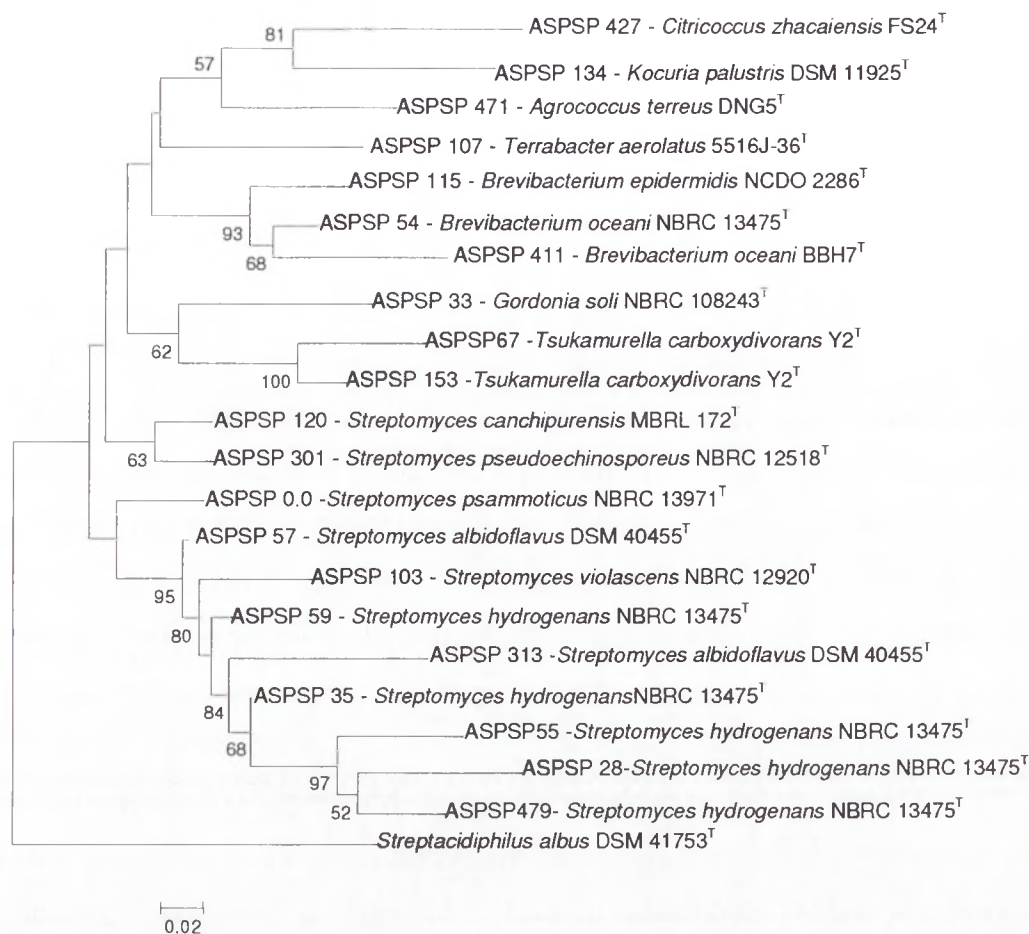 81
ASPSP 427 - Citricoccus zhacaiensis FS24ᵀ
57
ASPSP 134 - Kocuria palustris DSM 11925ᵀ
ASPSP 471 - Agrococcus terreus DNG5ᵀ
ASPSP 107 - Terrabacter aerolatus 5516J-36ᵀ
ASPSP 115 - Brevibacterium epidermidis NCDO 2286ᵀ
93
ASPSP 54 - Brevibacterium oceani NBRC 13475ᵀ
68
ASPSP 411 - Brevibacterium oceani BBH7ᵀ
ASPSP 33 - Gordonia soli NBRC 108243ᵀ
62
ASPSP67 -Tsukamurella carboxydivorans Y2ᵀ
100
ASPSP 153 -Tsukamurella carboxydivorans Y2ᵀ
ASPSP 120 - Streptomyces canchipurensis MBRL 172ᵀ
63
ASPSP 301 - Streptomyces pseudoechinosporeus NBRC 12518ᵀ
ASPSP 0.0 -Streptomyces psammoticus NBRC 13971ᵀ
ASPSP 57 - Streptomyces albidoflavus DSM 40455ᵀ
95
ASPSP 103 - Streptomyces violascens NBRC 12920ᵀ
80
ASPSP 59 - Streptomyces hydrogenans NBRC 13475ᵀ
ASPSP 313 -Streptomyces albidoflavus DSM 40455ᵀ
84
ASPSP 35 - Streptomyces hydrogenansNBRC 13475ᵀ
68
ASPSP55 -Streptomyces hydrogenans NBRC 13475ᵀ
97
ASPSP 28-Streptomyces hydrogenans NBRC 13475ᵀ
52
ASPSP479- Streptomyces hydrogenans NBRC 13475ᵀ
Streptacidiphilus albus DSM 41753ᵀ
0.02